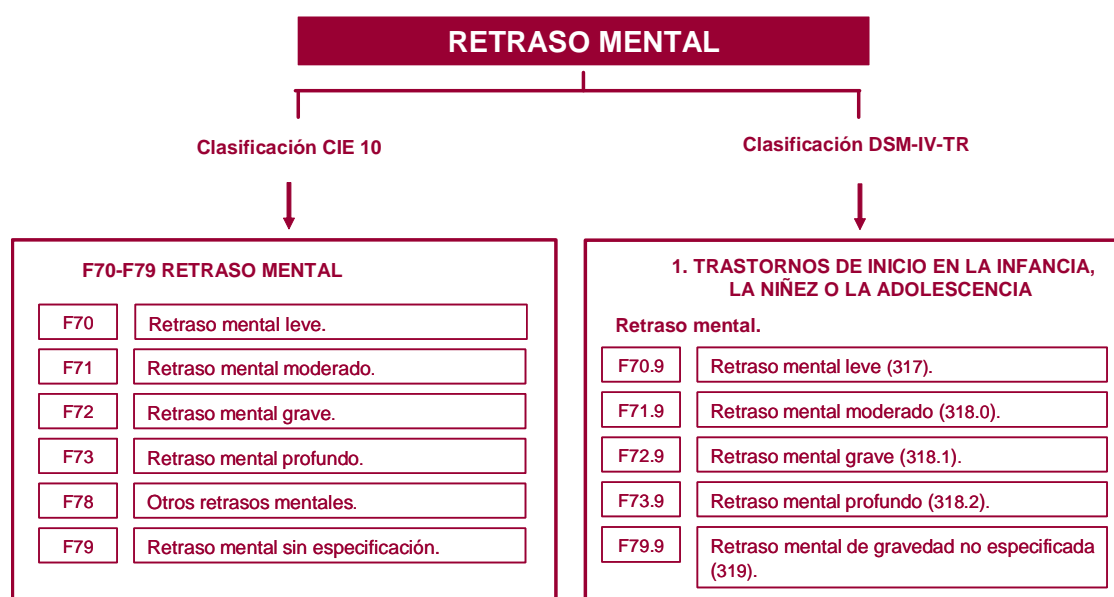 RETRASO MENTAL
Clasificación CIE 10
F70-F79 RETRASO MENTAL
F70 Retraso mental leve.
F71 Retraso mental moderado.
F72 Retraso mental grave.
F73 Retraso mental profundo.
F78 Otros retrasos mentales.
F79 Retraso mental sin especificación.
Clasificación DSM-IV-TR
1. TRASTORNOS DE INICIO EN LA INFANCIA,
LA NIÑEZ O LA ADOLESCENCIA
Retraso mental.
F70.9 Retraso mental leve (317).
F71.9 Retraso mental moderado (318.0).
F72.9 Retraso mental grave (318.1).
F73.9 Retraso mental profundo (318.2).
F79.9 Retraso mental de gravedad no especificada
(319).